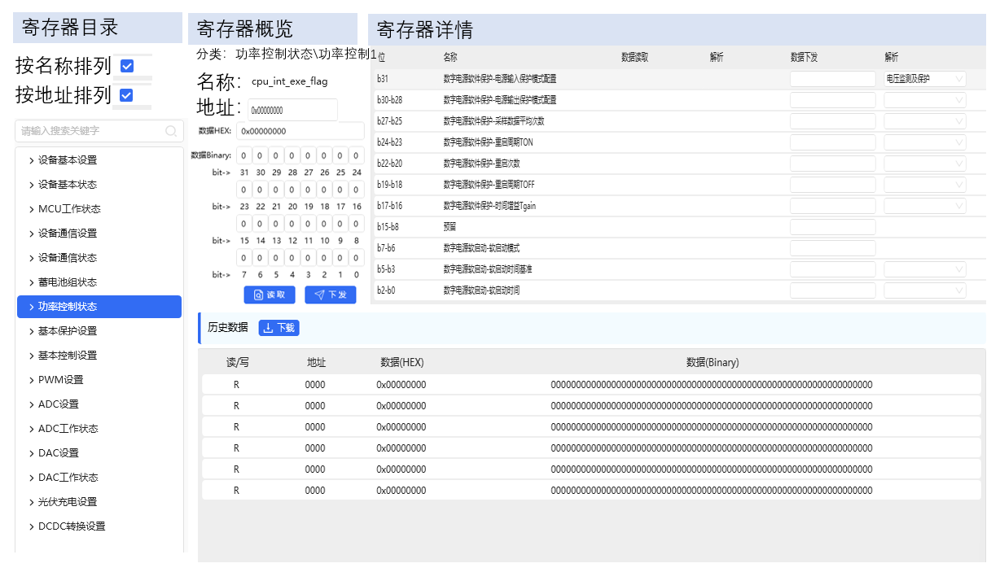 寄存器目录
按名称排列
按地址排列
请输入搜索关键字
设备基本设置
设备基本状态
MCU工作状态
设备通信设置
设备通信状态
蓄电池组状态
功率控制状态
基本保护设置
基本控制设置
PWM设置
ADC设置
ADC工作状态
DAC设置
DAC工作状态
光伏充电设置
DCDC转换设置
寄存器概览
分类: 功率控制状态\功率控制1
名称: cpu_int_exe_flag
地址: 0x00000000
数据HEX: 0x00000000
数据Binary: 0 0 0 0 0 0 0 0
bit-> 31 30 29 28 27 26 25 24
0 0 0 0 0 0 0 0
bit-> 23 22 21 20 19 18 17 16
0 0 0 0 0 0 0 0
bit-> 15 14 13 12 11 10 9 8
0 0 0 0 0 0 0 0
bit-> 7 6 5 4 3 2 1 0
读取 下发
寄存器详情
位 名称 数据读取 解析 数据下发 解析
b31 数字电源软件保护-电源输入保护模式配置 电压监测及保护
b30-b28 数字电源软件保护-电源输出保护模式配置
b27-b25 数字电源软件保护-采样数据平均次数
b24-b23 数字电源软件保护-重启周期TON
b22-b20 数字电源软件保护-重启次数
b19-b18 数字电源软件保护-重启周期TOFF
b17-b16 数字电源软件保护-时间增益Tgain
b15-b8 预留
b7-b6 数字电源软启动-软启动模式
b5-b3 数字电源软启动-软启动时间基准
b2-b0 数字电源软启动-软启动时间
历史数据 下载
读/写 地址 数据(HEX) 数据(Binary)
R 0000 0x00000000 0000000000000000000000000000000000000000000000000000000000000000
R 0000 0x00000000 0000000000000000000000000000000000000000000000000000000000000000
R 0000 0x00000000 0000000000000000000000000000000000000000000000000000000000000000
R 0000 0x00000000 0000000000000000000000000000000000000000000000000000000000000000
R 0000 0x00000000 0000000000000000000000000000000000000000000000000000000000000000
R 0000 0x00000000 0000000000000000000000000000000000000000000000000000000000000000